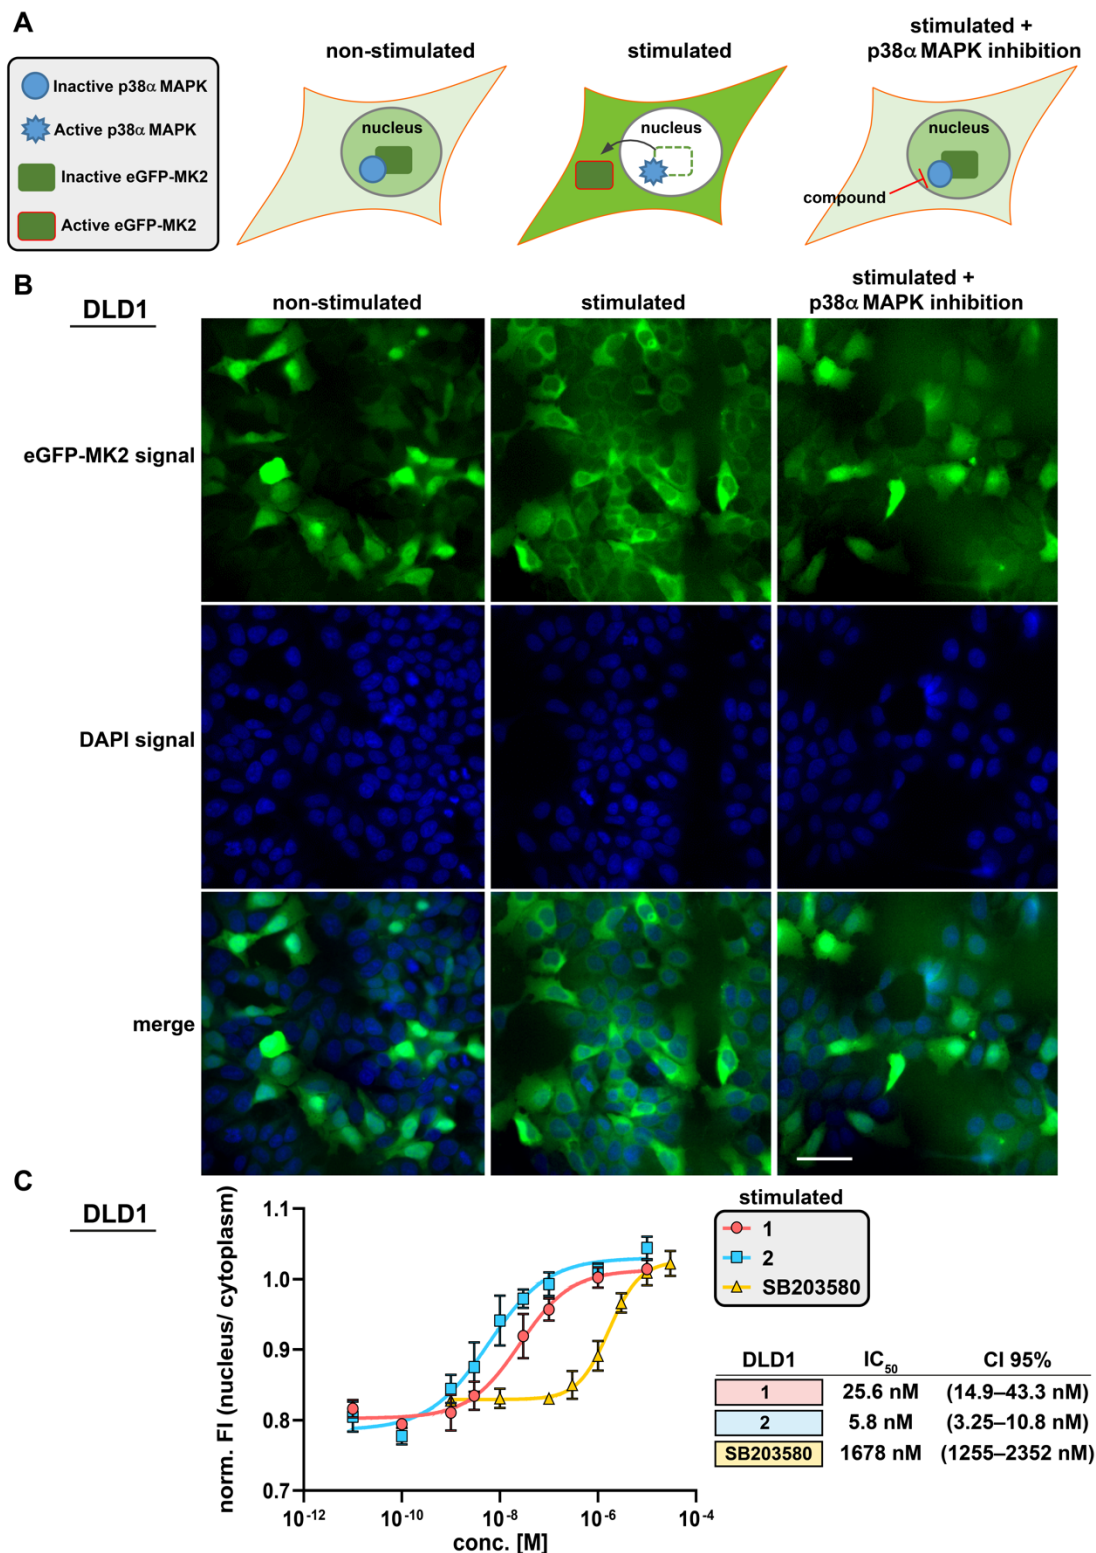 A
non-stimulated
stimulated
stimulated +
p38α MAPK inhibition
Inactive p38α MAPK
Active p38α MAPK
Inactive eGFP-MK2
Active eGFP-MK2
nucleus
nucleus
nucleus
compound
B
DLD1
non-stimulated
stimulated
stimulated +
p38α MAPK inhibition
eGFP-MK2 signal
DAPI signal
merge
C
DLD1
norm. FI (nucleus/ cytoplasm)
1.1
1.0
0.9
0.8
0.7
10⁻¹² 10⁻¹⁰ 10⁻⁸ 10⁻⁶ 10⁻⁴
conc. [M]
stimulated
1
2
SB203580
DLD1 IC₅₀ CI 95%
1 25.6 nM (14.9–43.3 nM)
2 5.8 nM (3.25–10.8 nM)
SB203580 1678 nM (1255–2352 nM)